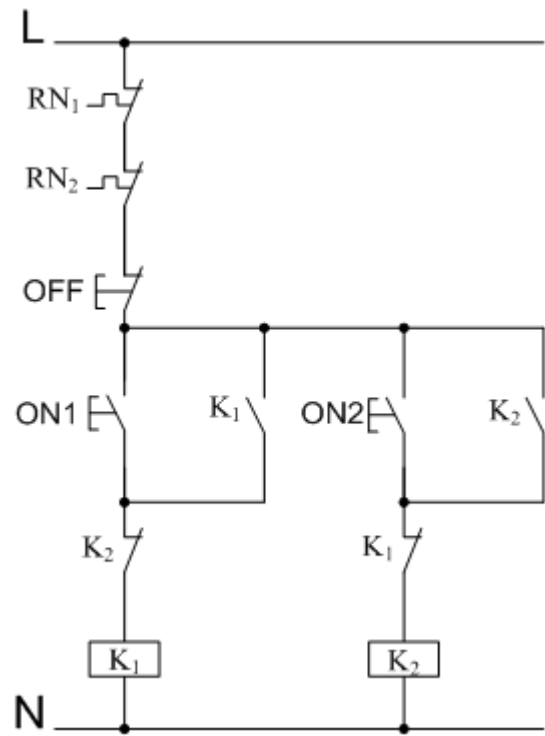 L
RN₁
RN₂
OFF
ON1 K₁ ON2 K₂
K₂ K₁
K₁ K₂
N